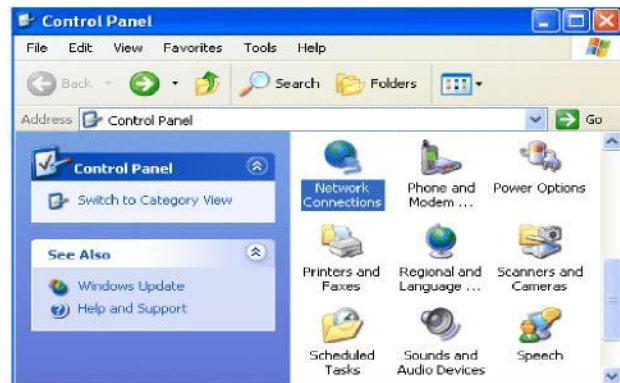 Control Panel
File Edit View Favorites Tools Help
Back Search Folders
Address Control Panel Go
Control Panel
Switch to Category View
See Also
Windows Update
Help and Support
Network Connections
Phone and Modem ...
Power Options
Printers and Faxes
Regional and Language ...
Scanners and Cameras
Scheduled Tasks
Sounds and Audio Devices
Speech